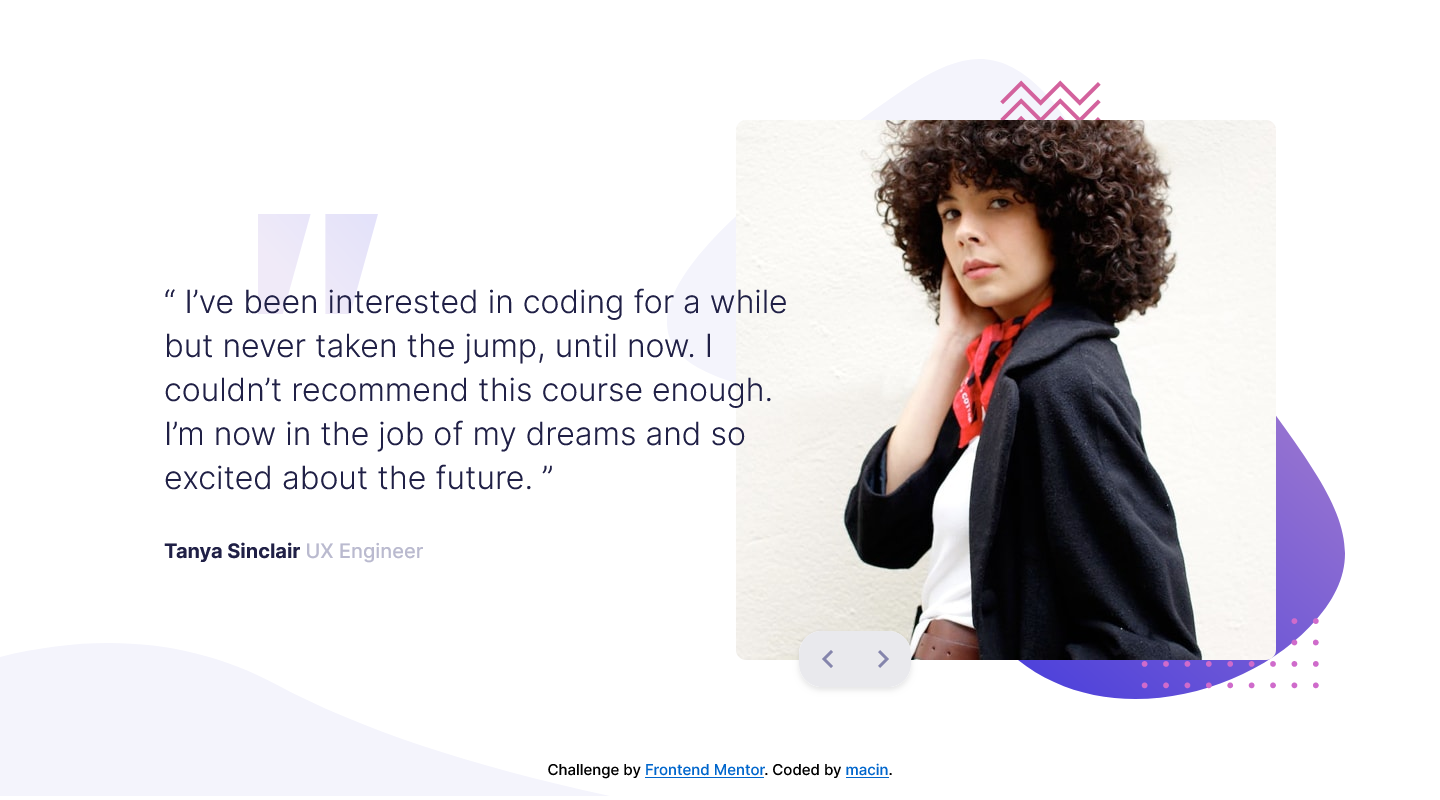 “ I’ve been interested in coding for a while
but never taken the jump, until now. I
couldn’t recommend this course enough.
I’m now in the job of my dreams and so
excited about the future. ”
Tanya Sinclair UX Engineer
Challenge by Frontend Mentor. Coded by macin.